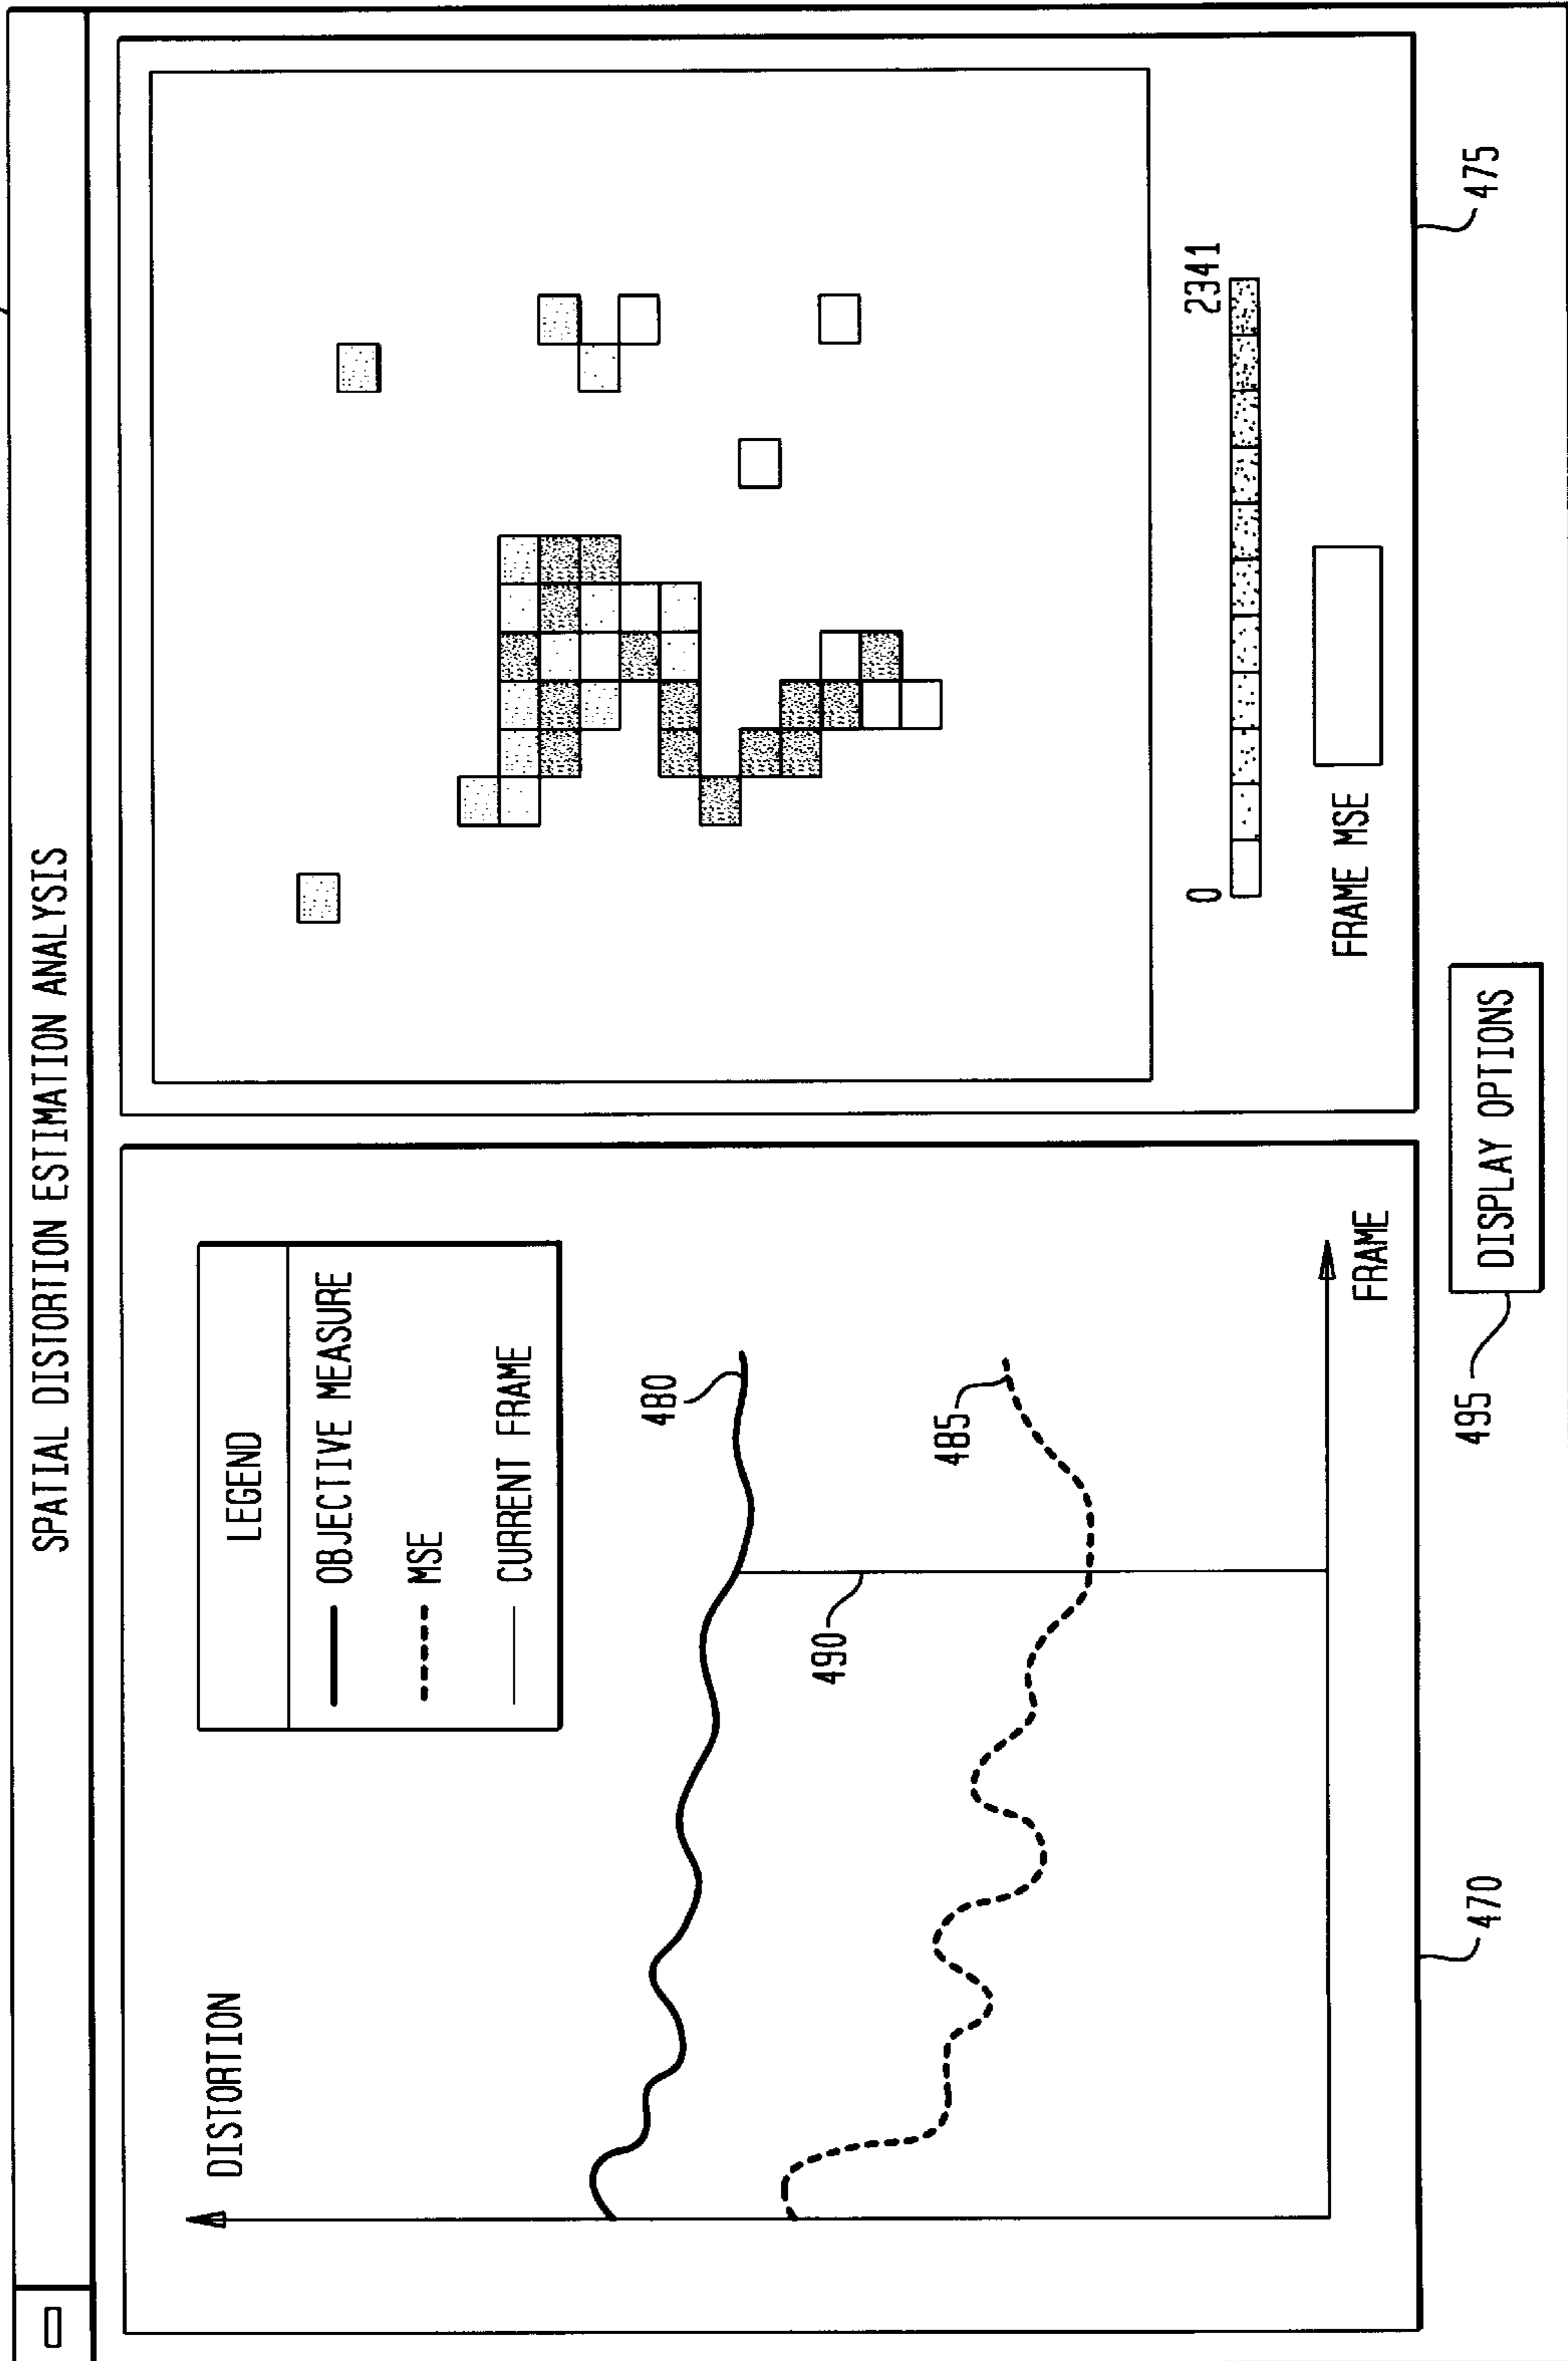 SPATIAL DISTORTION ESTIMATION ANALYSIS
DISTORTION
LEGEND
OBJECTIVE MEASURE
MSE
CURRENT FRAME
480
490
485
FRAME
470
0
2341
FRAME MSE
475
495
DISPLAY OPTIONS